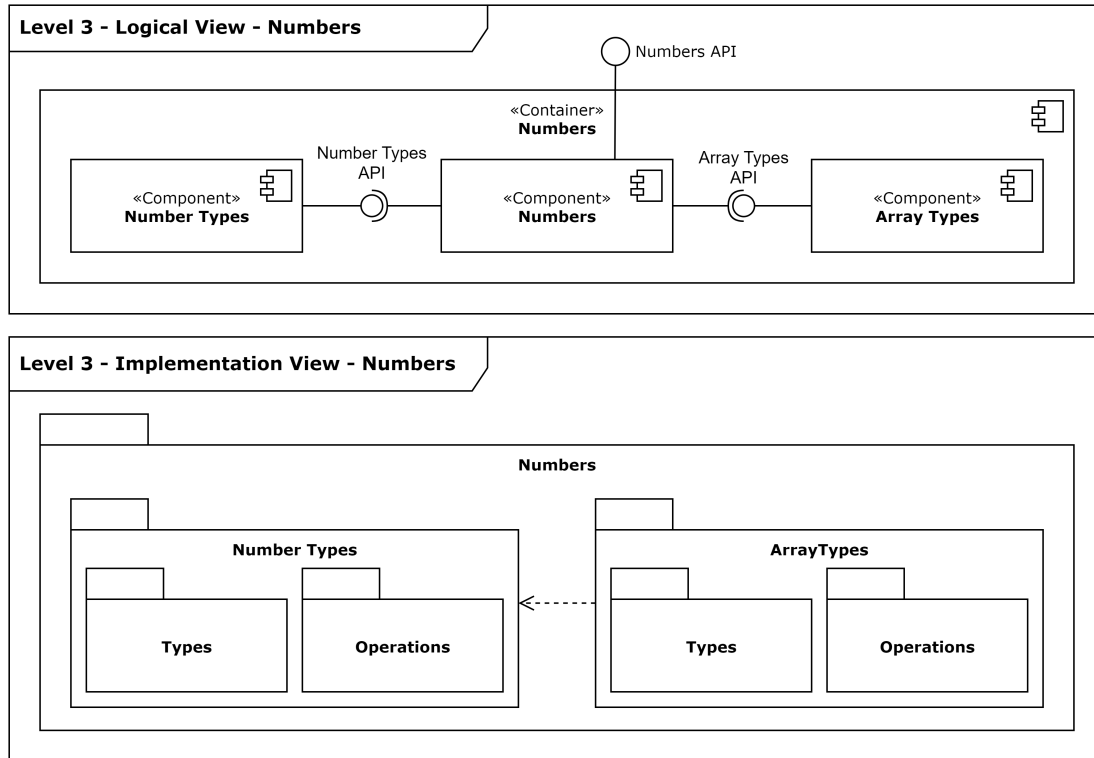 Level 3 - Logical View - Numbers
Numbers API
«Container»
Numbers
Number Types
API
Array Types
API
«Component»
Number Types
«Component»
Numbers
«Component»
Array Types
Level 3 - Implementation View - Numbers
Numbers
Number Types
ArrayTypes
Types
Operations
Types
Operations